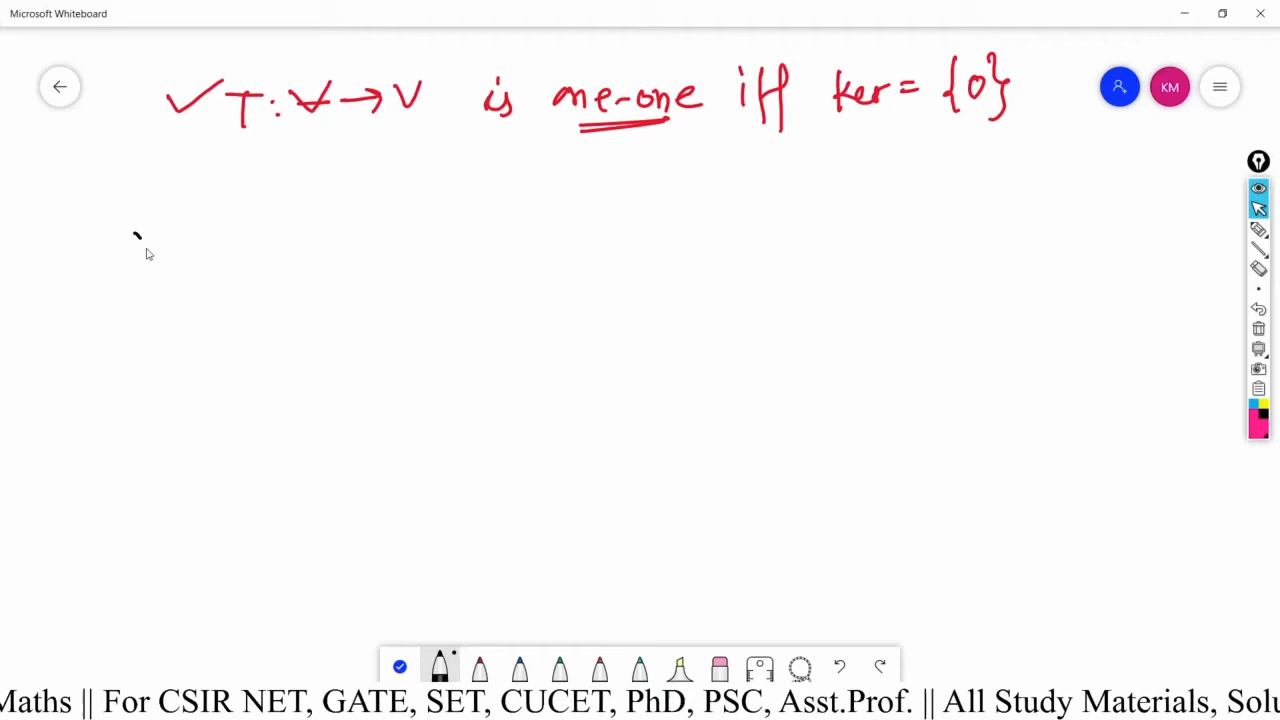 Microsoft Whiteboard
✓ T: V → V is one-one iff ker = {0}
KM
Maths || For CSIR NET, GATE, SET, CUCET, PhD, PSC, Asst.Prof. || All Study Materials, Solu